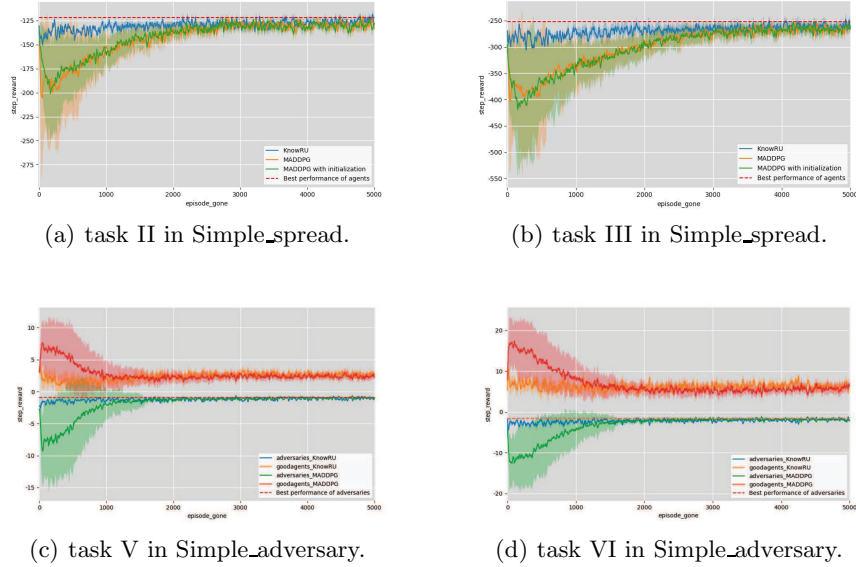 -125
-150
-175
-200
-225
-250
-275
step_reward
0
1000
2000
3000
4000
5000
episode_gone
KnowRU
MADDPG
MADDPG with initialization
Best performance of agents
(a) task II in Simple_spread.
-250
-300
-350
-400
-450
-500
-550
step_reward
0
1000
2000
3000
4000
5000
episode_gone
KnowRU
MADDPG
MADDPG with initialization
Best performance of agents
(b) task III in Simple_spread.
10
5
0
-5
-10
-15
step_reward
0
1000
2000
3000
4000
5000
episode_gone
adversaries_KnowRU
goodagents_KnowRU
adversaries_MADDPG
goodagents_MADDPG
Best performance of adversaries
(c) task V in Simple_adversary.
20
10
0
-10
-20
step_reward
0
1000
2000
3000
4000
5000
episode_gone
adversaries_KnowRU
goodagents_KnowRU
adversaries_MADDPG
goodagents_MADDPG
Best performance of adversaries
(d) task VI in Simple_adversary.